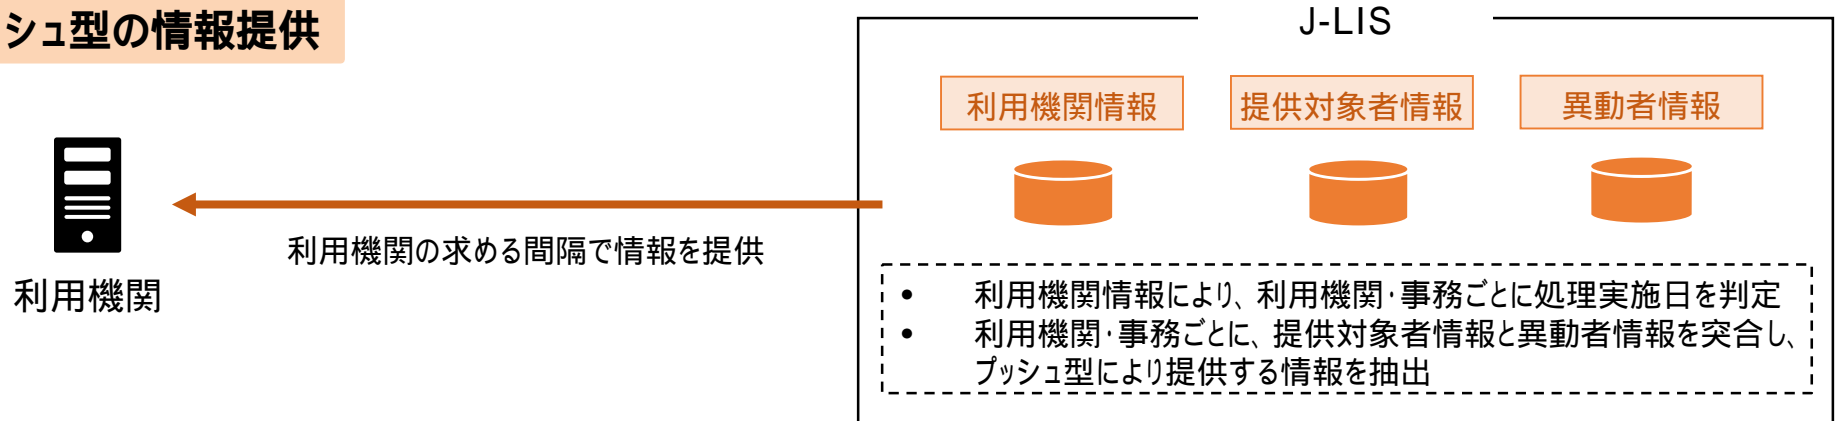 シュ型の情報提供
J-LIS
利用機関情報
提供対象者情報
異動者情報
利用機関の求める間隔で情報を提供
利用機関
• 利用機関情報により、利用機関・事務ごとに処理実施日を判定
• 利用機関・事務ごとに、提供対象者情報と異動者情報を突合し、
プッシュ型により提供する情報を抽出